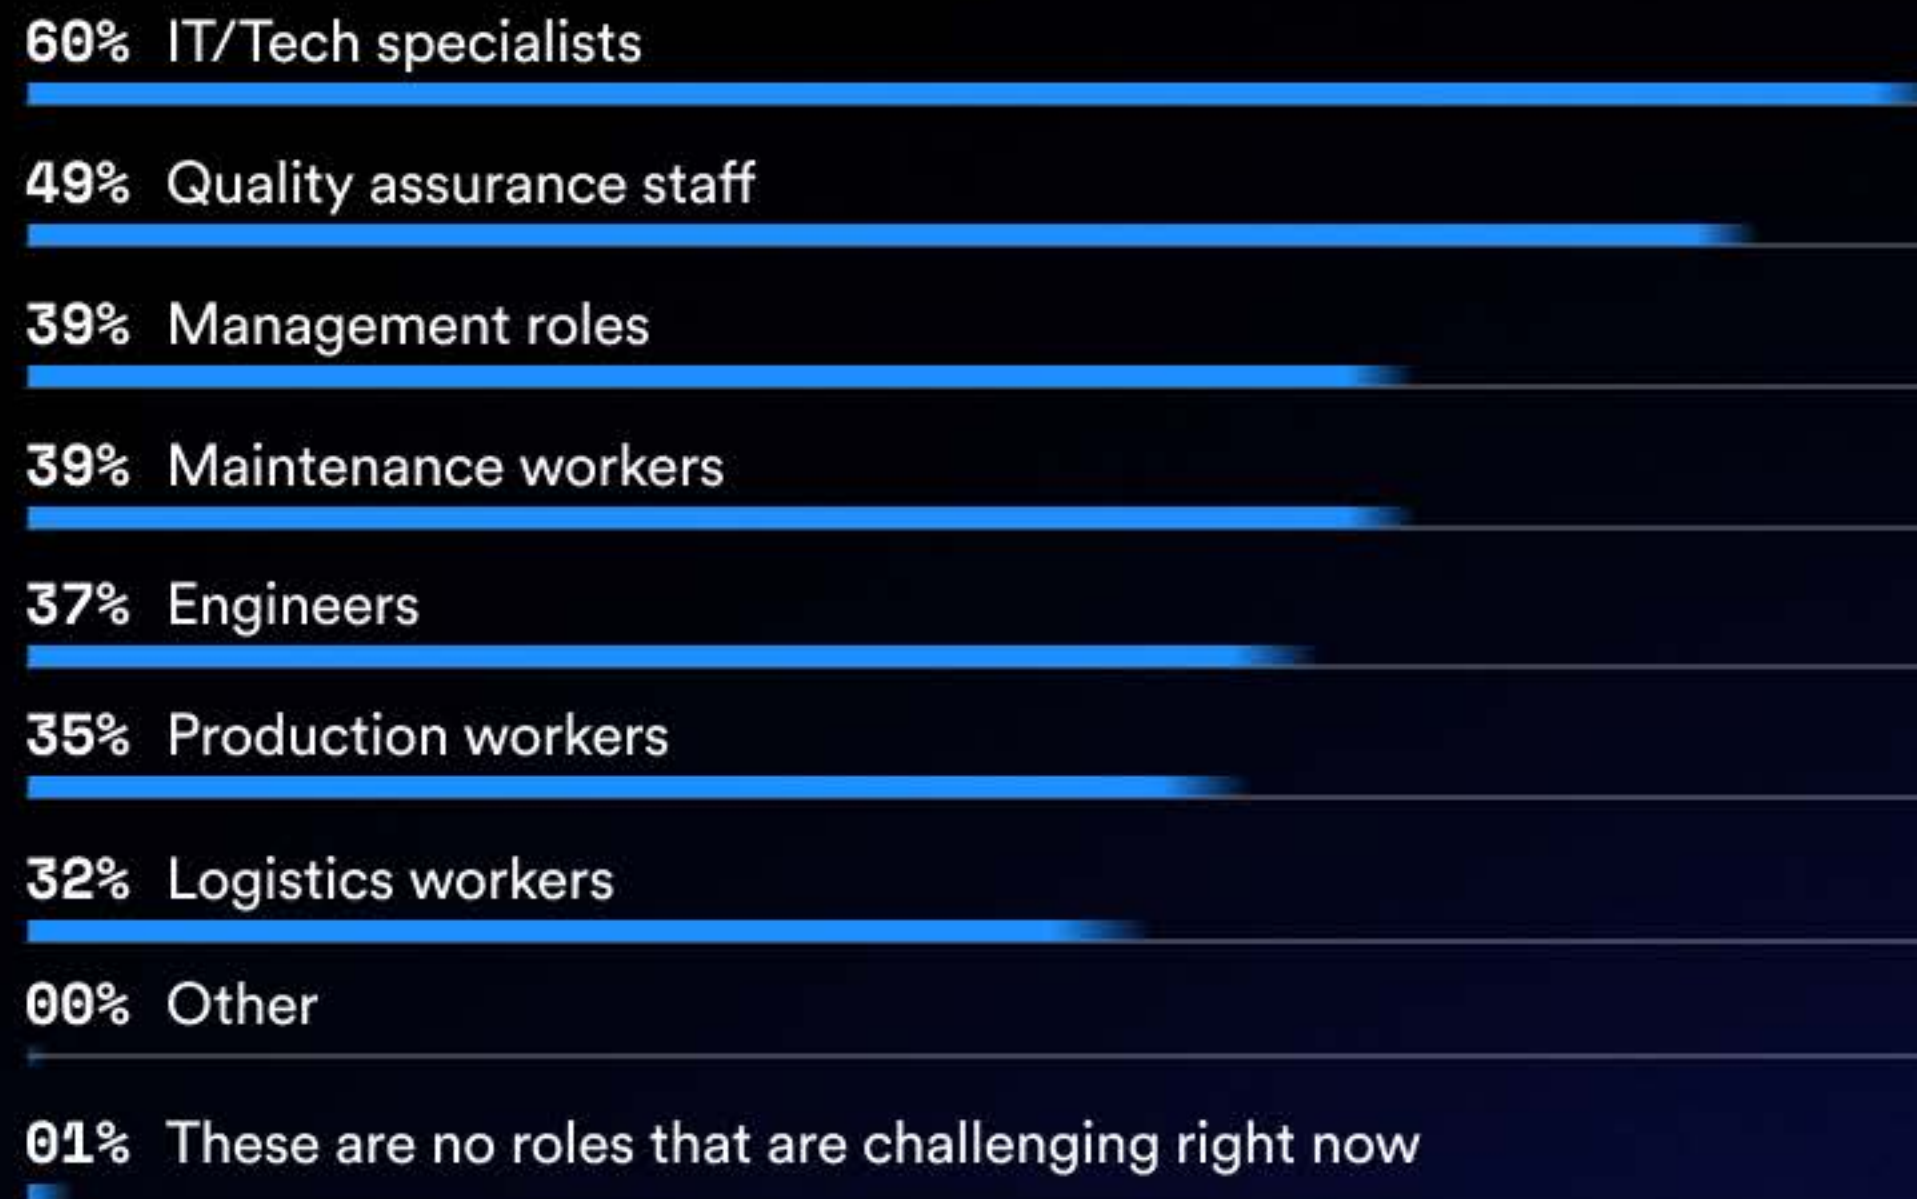 60% IT/Tech specialists
49% Quality assurance staff
39% Management roles
39% Maintenance workers
37% Engineers
35% Production workers
32% Logistics workers
00% Other
01% These are no roles that are challenging right now